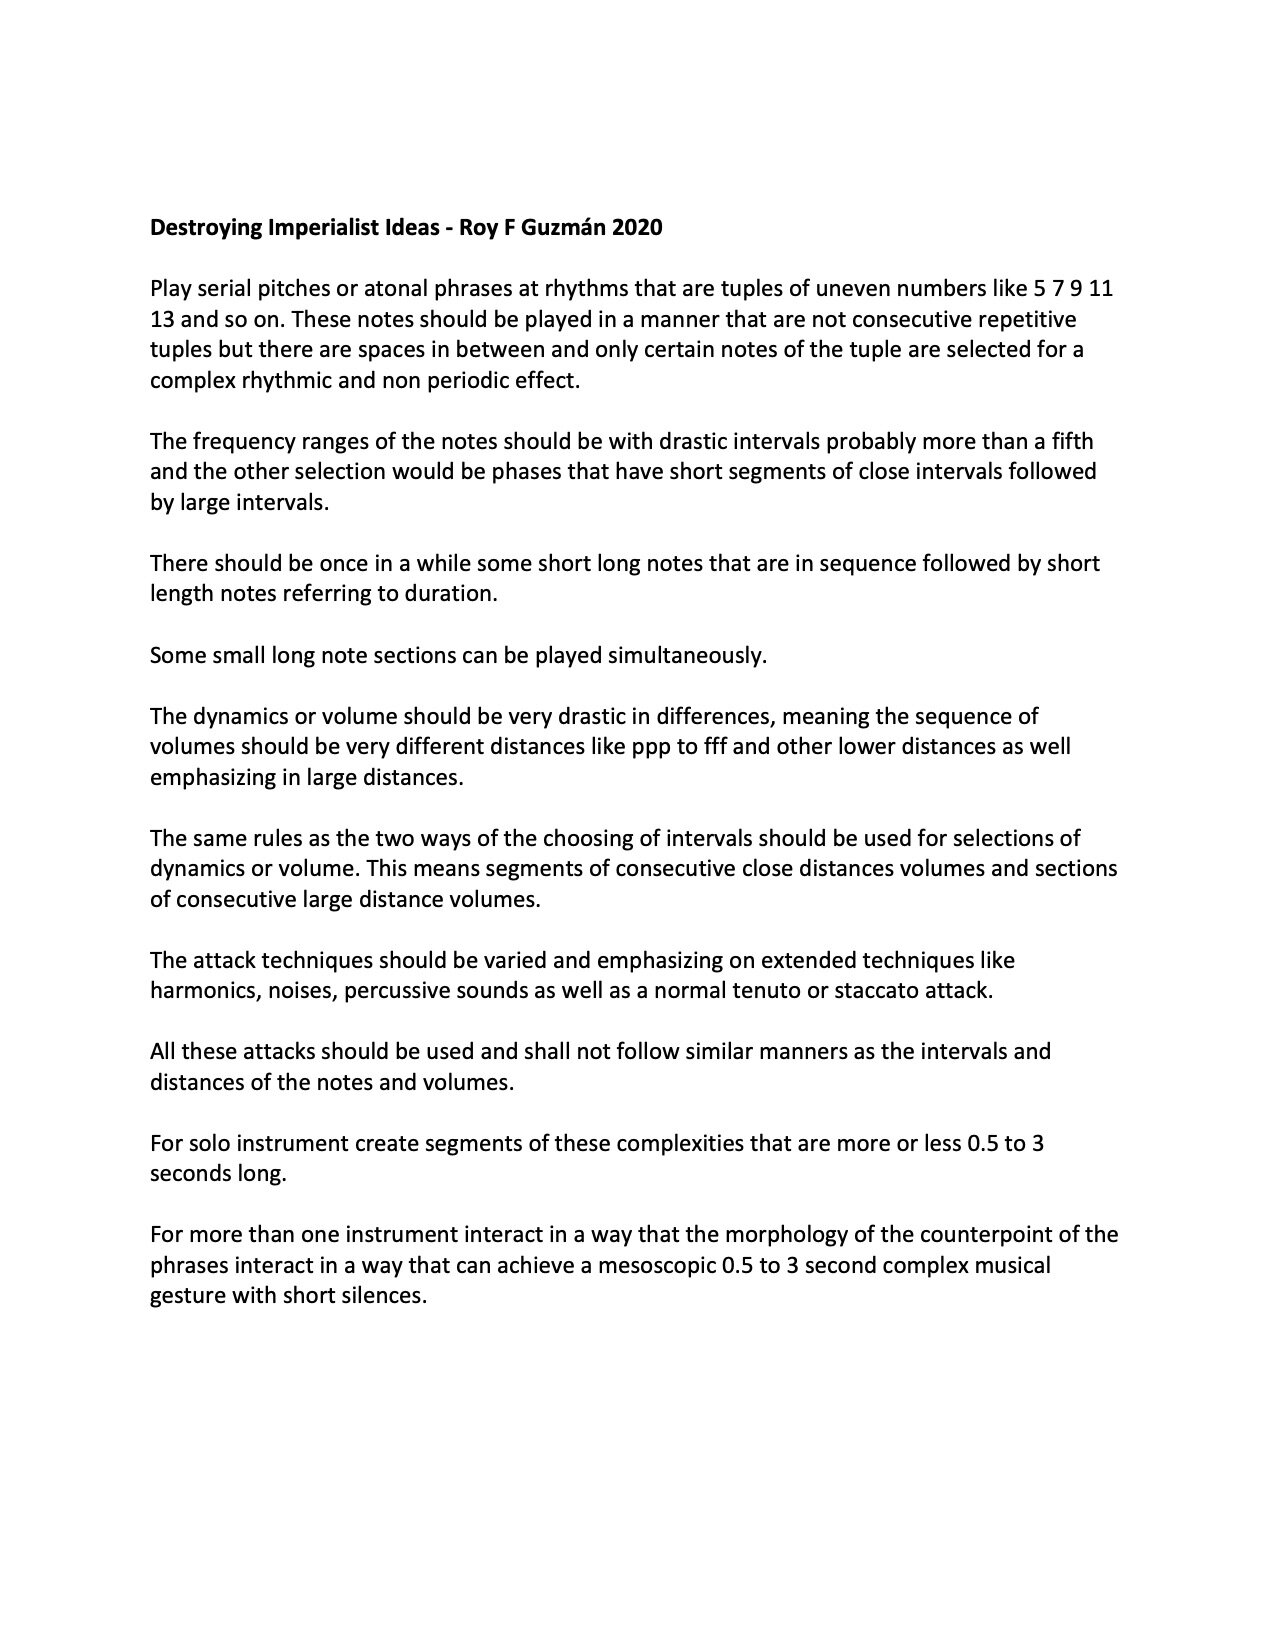 Destroying Imperialist Ideas - Roy F Guzmán 2020
Play serial pitches or atonal phrases at rhythms that are tuples of uneven numbers like 5 7 9 11
13 and so on. These notes should be played in a manner that are not consecutive repetitive
tuples but there are spaces in between and only certain notes of the tuple are selected for a
complex rhythmic and non periodic effect.
The frequency ranges of the notes should be with drastic intervals probably more than a fifth
and the other selection would be phases that have short segments of close intervals followed
by large intervals.
There should be once in a while some short long notes that are in sequence followed by short
length notes referring to duration.
Some small long note sections can be played simultaneously.
The dynamics or volume should be very drastic in differences, meaning the sequence of
volumes should be very different distances like ppp to fff and other lower distances as well
emphasizing in large distances.
The same rules as the two ways of the choosing of intervals should be used for selections of
dynamics or volume. This means segments of consecutive close distances volumes and sections
of consecutive large distance volumes.
The attack techniques should be varied and emphasizing on extended techniques like
harmonics, noises, percussive sounds as well as a normal tenuto or staccato attack.
All these attacks should be used and shall not follow similar manners as the intervals and
distances of the notes and volumes.
For solo instrument create segments of these complexities that are more or less 0.5 to 3
seconds long.
For more than one instrument interact in a way that the morphology of the counterpoint of the
phrases interact in a way that can achieve a mesoscopic 0.5 to 3 second complex musical
gesture with short silences.